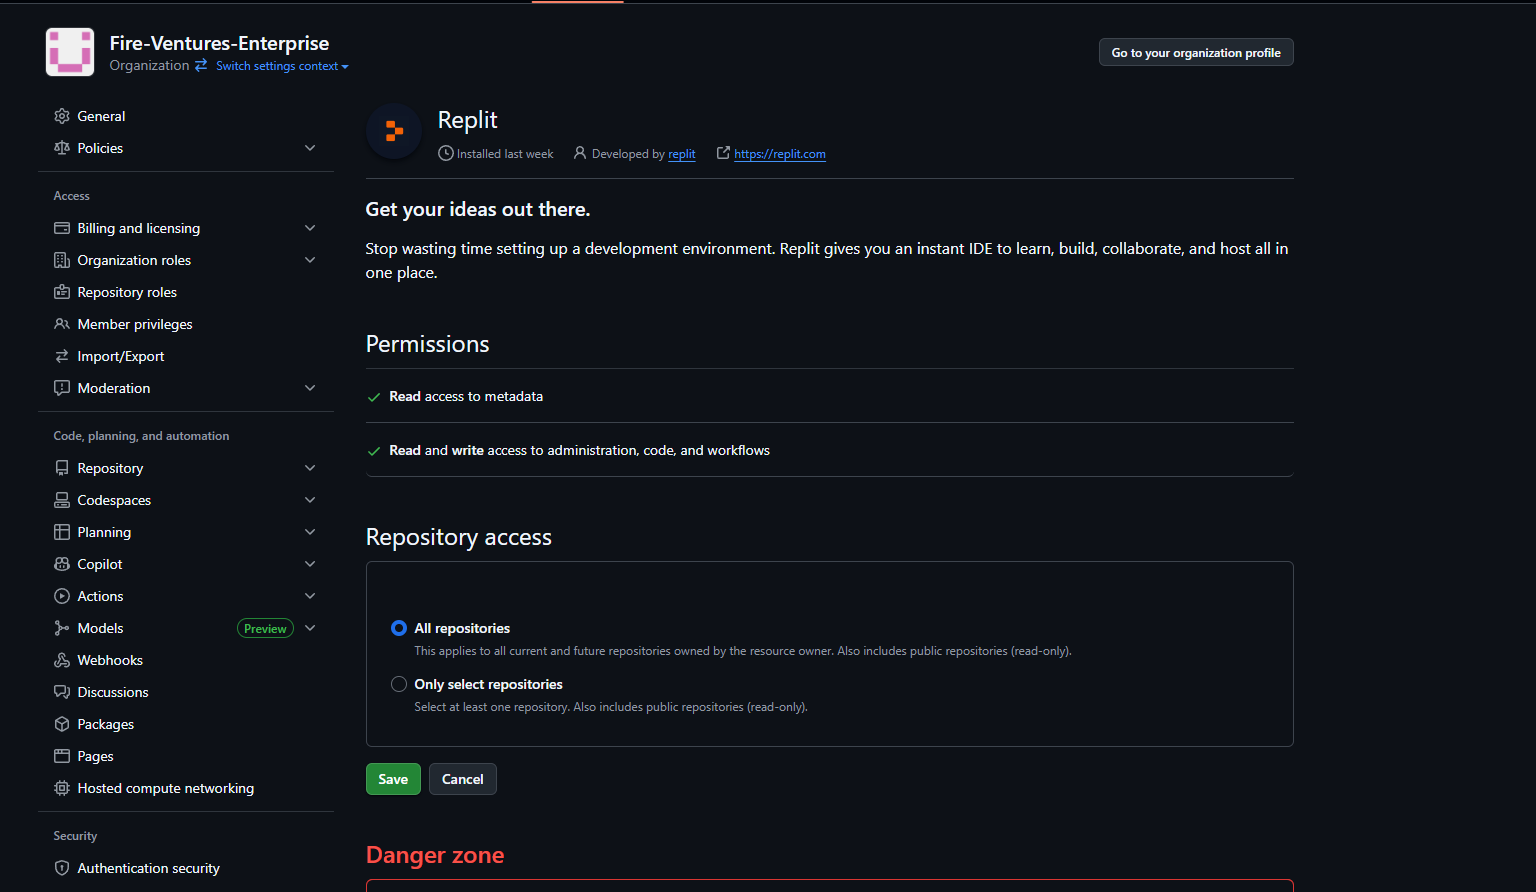 Fire-Ventures-Enterprise
Organization Switch settings context
Go to your organization profile
General
Policies
Access
Billing and licensing
Organization roles
Repository roles
Member privileges
Import/Export
Moderation
Code, planning, and automation
Repository
Codespaces
Planning
Copilot
Actions
Models Preview
Webhooks
Discussions
Packages
Pages
Hosted compute networking
Security
Authentication security
Replit
Installed last week Developed by replit https://replit.com
Get your ideas out there.
Stop wasting time setting up a development environment. Replit gives you an instant IDE to learn, build, collaborate, and host all in
one place.
Permissions
Read access to metadata
Read and write access to administration, code, and workflows
Repository access
All repositories
This applies to all current and future repositories owned by the resource owner. Also includes public repositories (read-only).
Only select repositories
Select at least one repository. Also includes public repositories (read-only).
Save Cancel
Danger zone